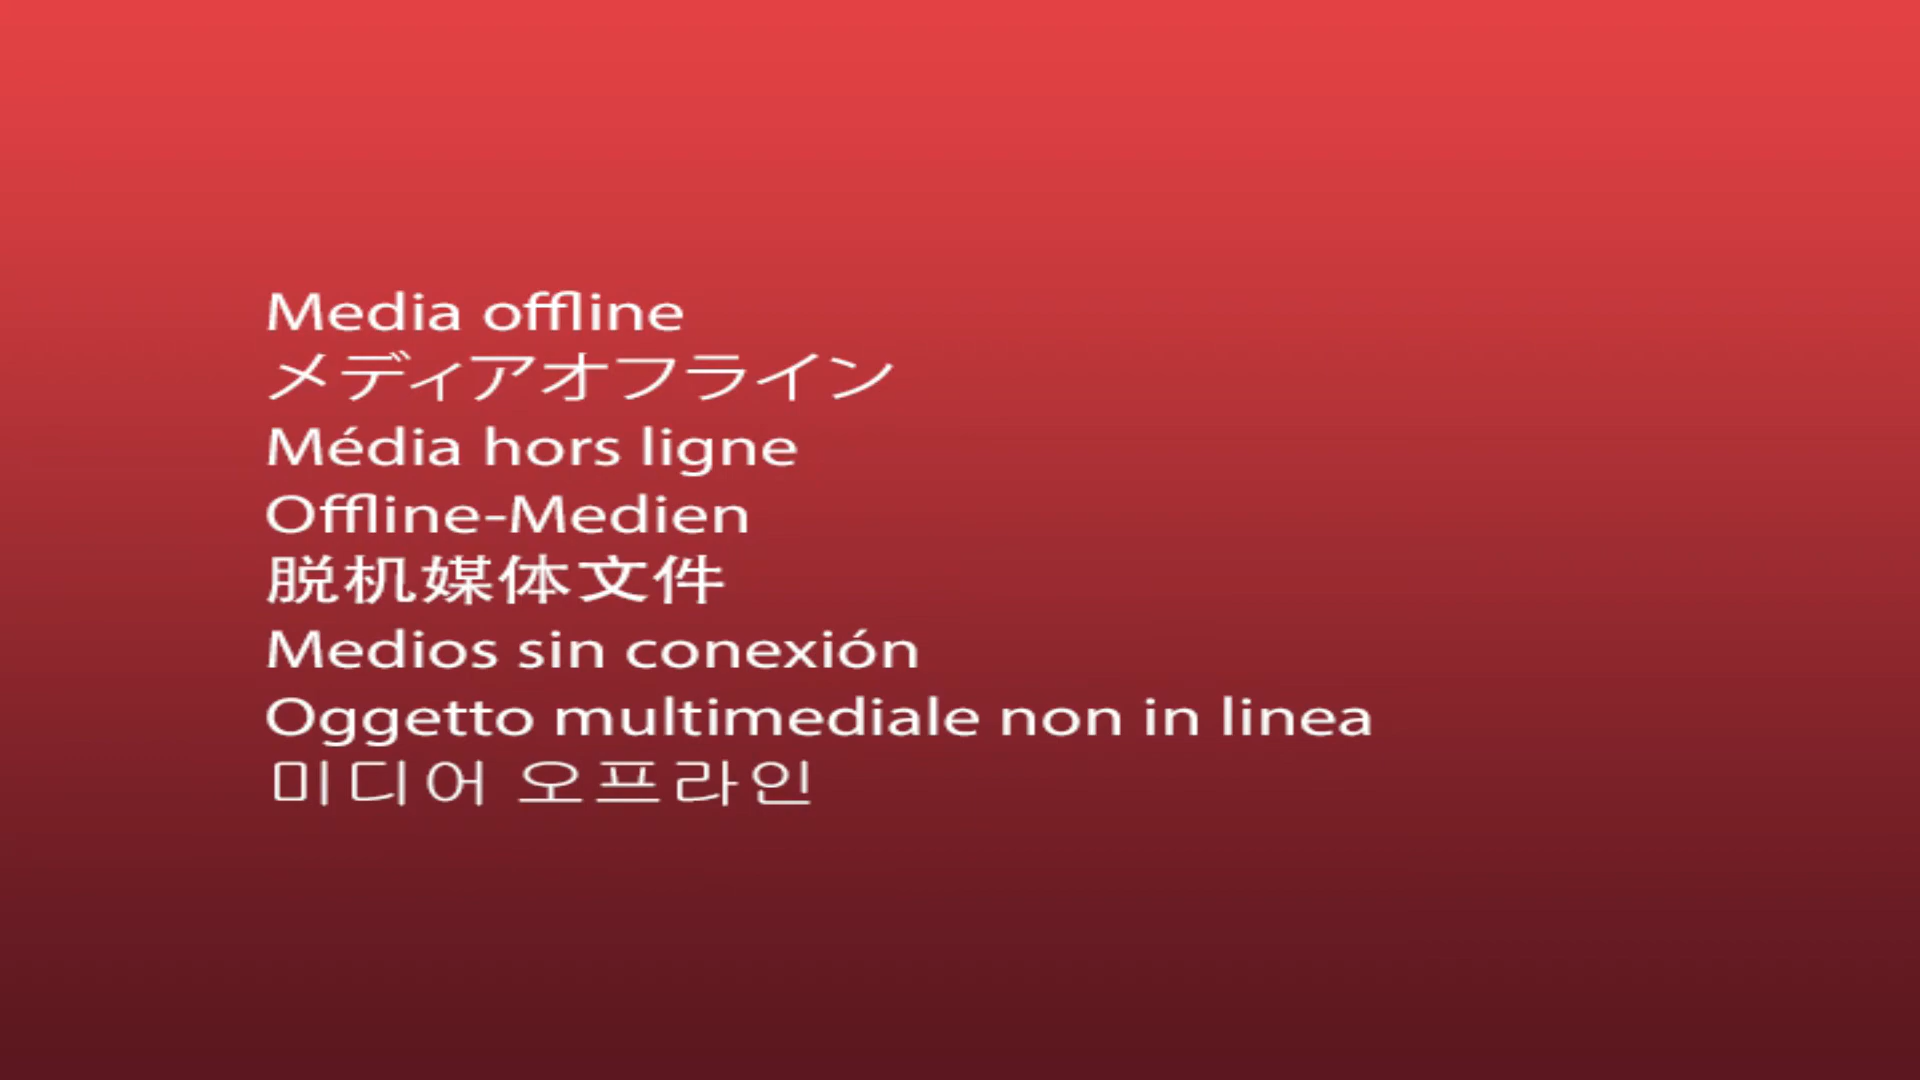 Media offline
メディアオフライン
Média hors ligne
Offline-Medien
脱机媒体文件
Medios sin conexión
Oggetto multimediale non in linea
미디어 오프라인